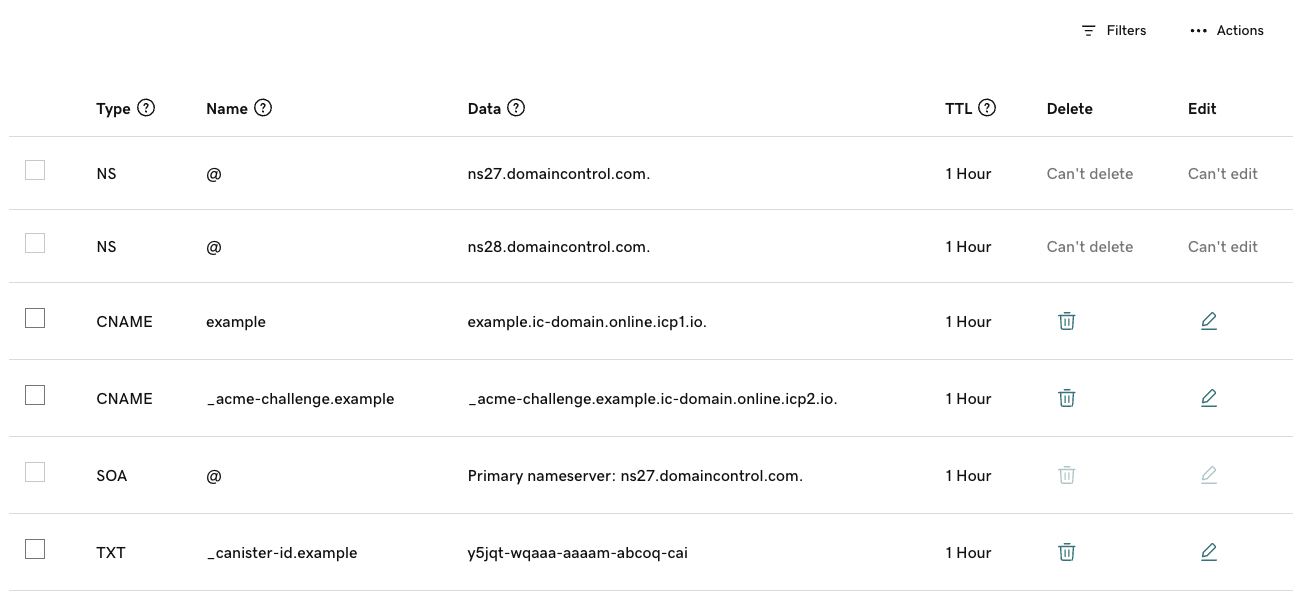 Filters ••• Actions
Type ? Name ? Data ? TTL ? Delete Edit
NS @ ns27.domaincontrol.com. 1 Hour Can't delete Can't edit
NS @ ns28.domaincontrol.com. 1 Hour Can't delete Can't edit
CNAME example example.ic-domain.online.icp1.io. 1 Hour
CNAME _acme-challenge.example _acme-challenge.example.ic-domain.online.icp2.io. 1 Hour
SOA @ Primary nameserver: ns27.domaincontrol.com. 1 Hour
TXT _canister-id.example y5jqt-wqaaa-aaaam-abcoq-cai 1 Hour